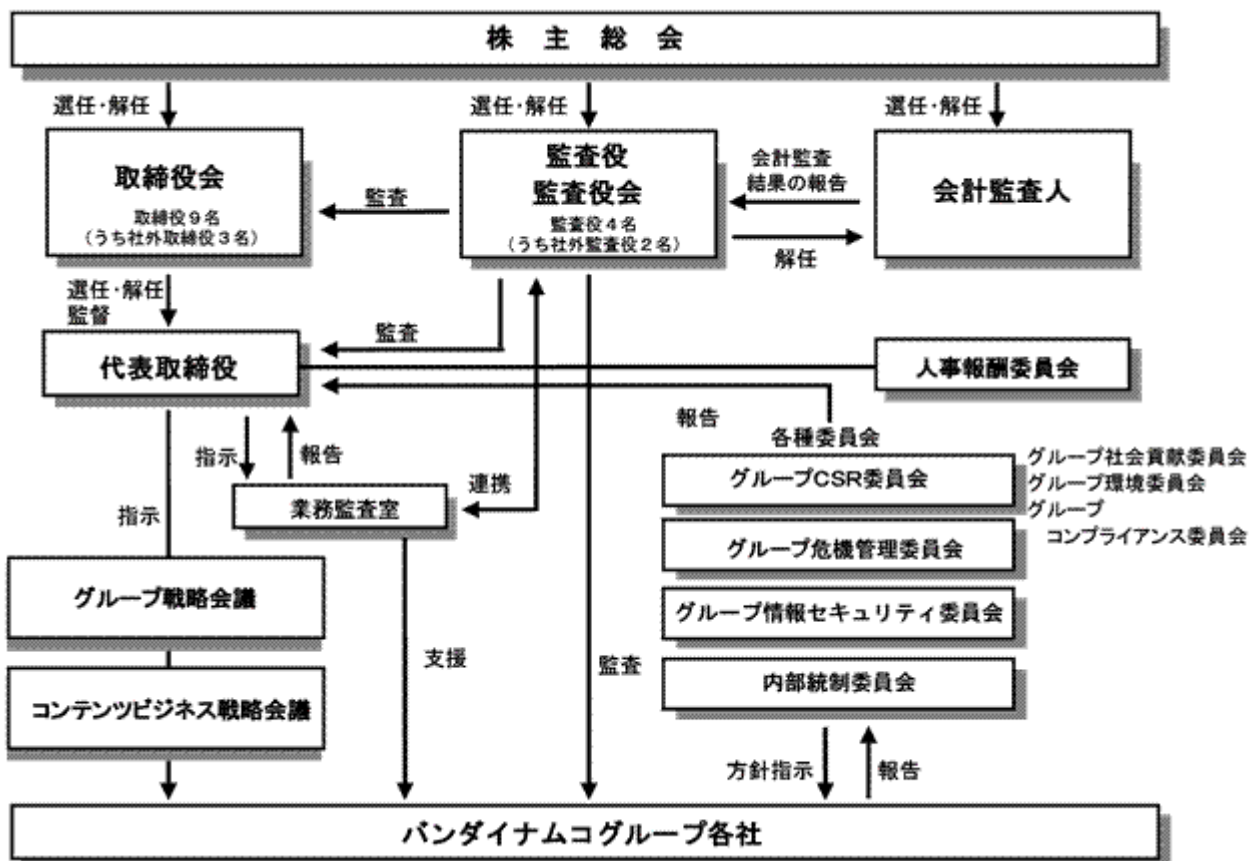 株 主 総 会
選任・解任
選任・解任
選任・解任
取締役会
取締役９名
（うち社外取締役３名）
監査
監査役
監査役会
監査役４名
（うち社外監査役２名）
会計監査
結果の報告
解任
会計監査人
選任・解任
監督
監査
代表取締役
人事報酬委員会
指示
報告
業務監査室
連携
報告
各種委員会
グループCSR委員会
グループ社会貢献委員会
グループ環境委員会
グループ
コンプライアンス委員会
グループ危機管理委員会
グループ情報セキュリティ委員会
内部統制委員会
指示
グループ戦略会議
コンテンツビジネス戦略会議
支援
監査
方針指示
報告
バンダイナムコグループ各社